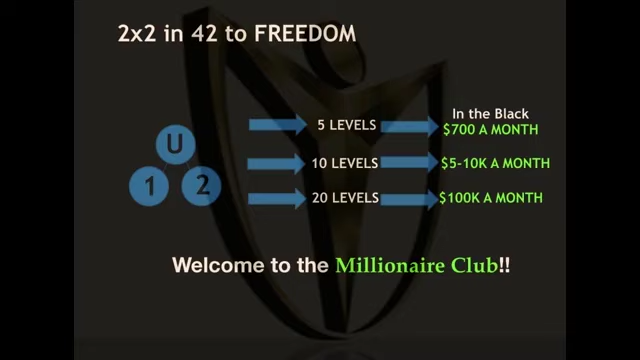 2x2 in 42 to FREEDOM
In the Black
5 LEVELS $700 A MONTH
U
10 LEVELS $5-10K A MONTH
1 2
20 LEVELS $100K A MONTH
Welcome to the Millionaire Club!!